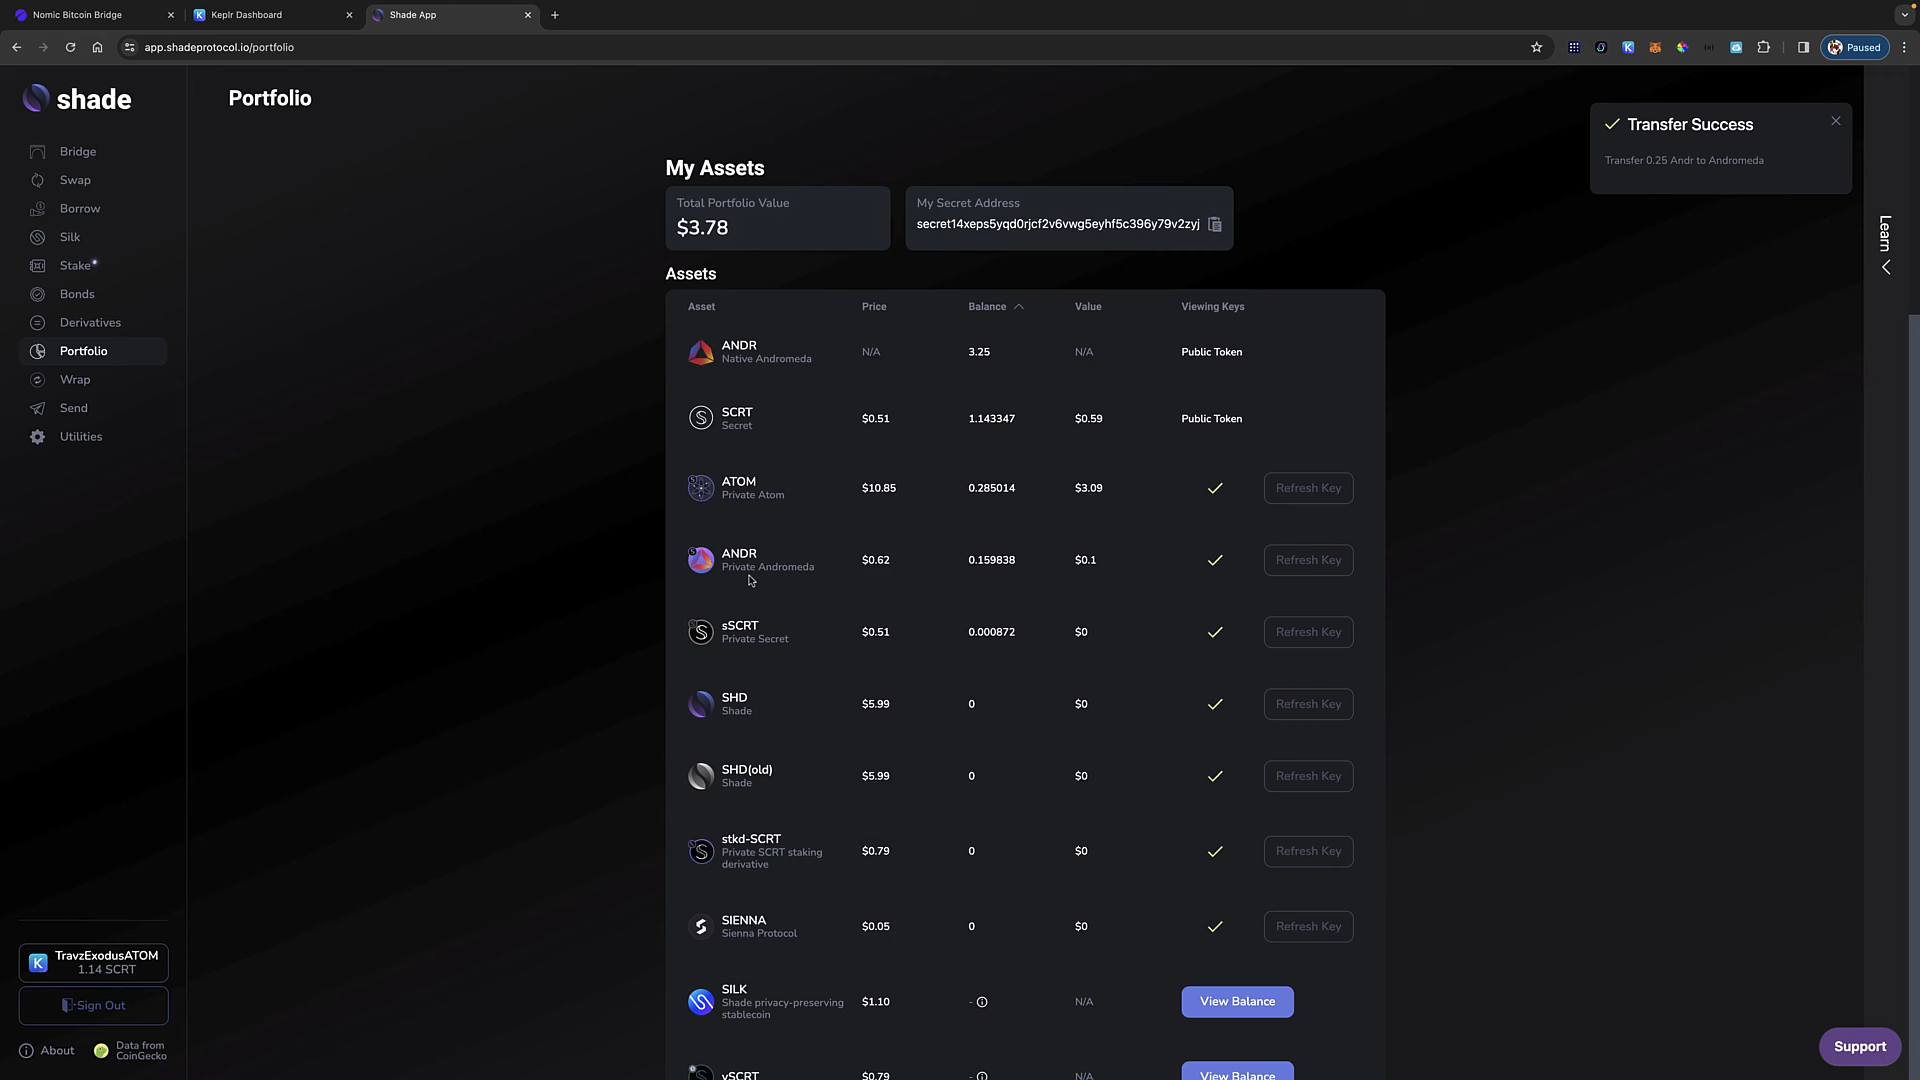 Nomic Bitcoin Bridge
Keplr Dashboard
Shade App
app.shadeprotocol.io/portfolio
Paused
shade
Bridge
Swap
Borrow
Silk
Stake
Bonds
Derivatives
Portfolio
Wrap
Send
Utilities
TravzExodusATOM
1.14 SCRT
Sign Out
About
Data from
CoinGecko
Portfolio
My Assets
Total Portfolio Value
$3.78
My Secret Address
secret14xeps5yqd0rjcf2v6vwg5eyhf5c396y79v2zyj
Assets
Asset Price Balance Value Viewing Keys
ANDR
Native Andromeda
N/A 3.25 N/A Public Token
SCRT
Secret
$0.51 1.143347 $0.59 Public Token
ATOM
Private Atom
$10.85 0.285014 $3.09 Refresh Key
ANDR
Private Andromeda
$0.62 0.159838 $0.1 Refresh Key
sSCRT
Private Secret
$0.51 0.000872 $0 Refresh Key
SHD
Shade
$5.99 0 $0 Refresh Key
SHD(old)
Shade
$5.99 0 $0 Refresh Key
stkd-SCRT
Private SCRT staking
derivative
$0.79 0 $0 Refresh Key
SIENNA
Sienna Protocol
$0.05 0 $0 Refresh Key
SILK
Shade privacy-preserving
stablecoin
$1.10 - N/A View Balance
vSCRT $0.79 - N/A View Balance
Transfer Success
Transfer 0.25 Andr to Andromeda
Learn
Support